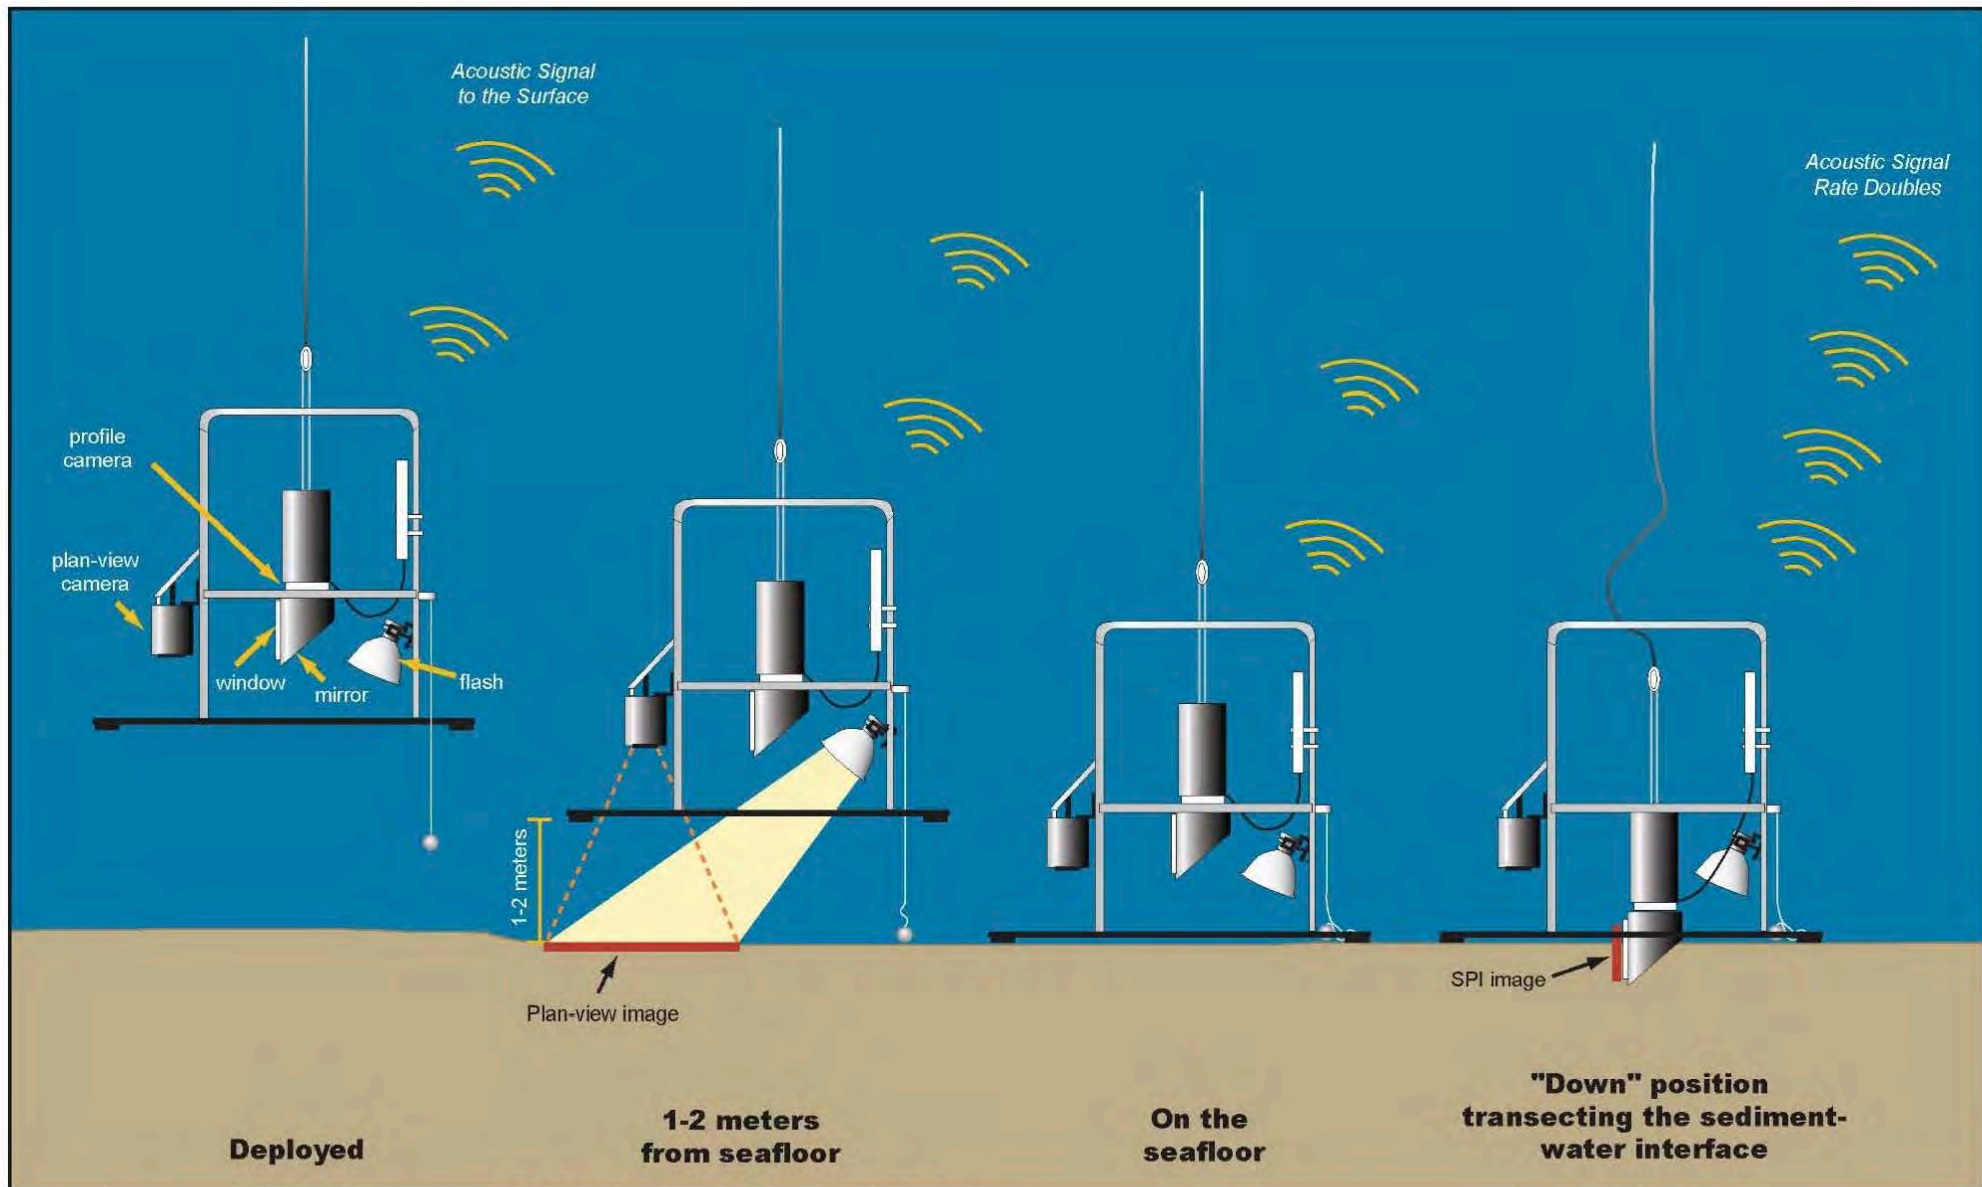 Acoustic Signal
to the Surface
Acoustic Signal
Rate Doubles
profile
camera
plan-view
camera
window
mirror
flash
1-2 meters
Plan-view image
SPI image
Deployed
1-2 meters
from seafloor
On the
seafloor
"Down" position
transecting the sediment-
water interface